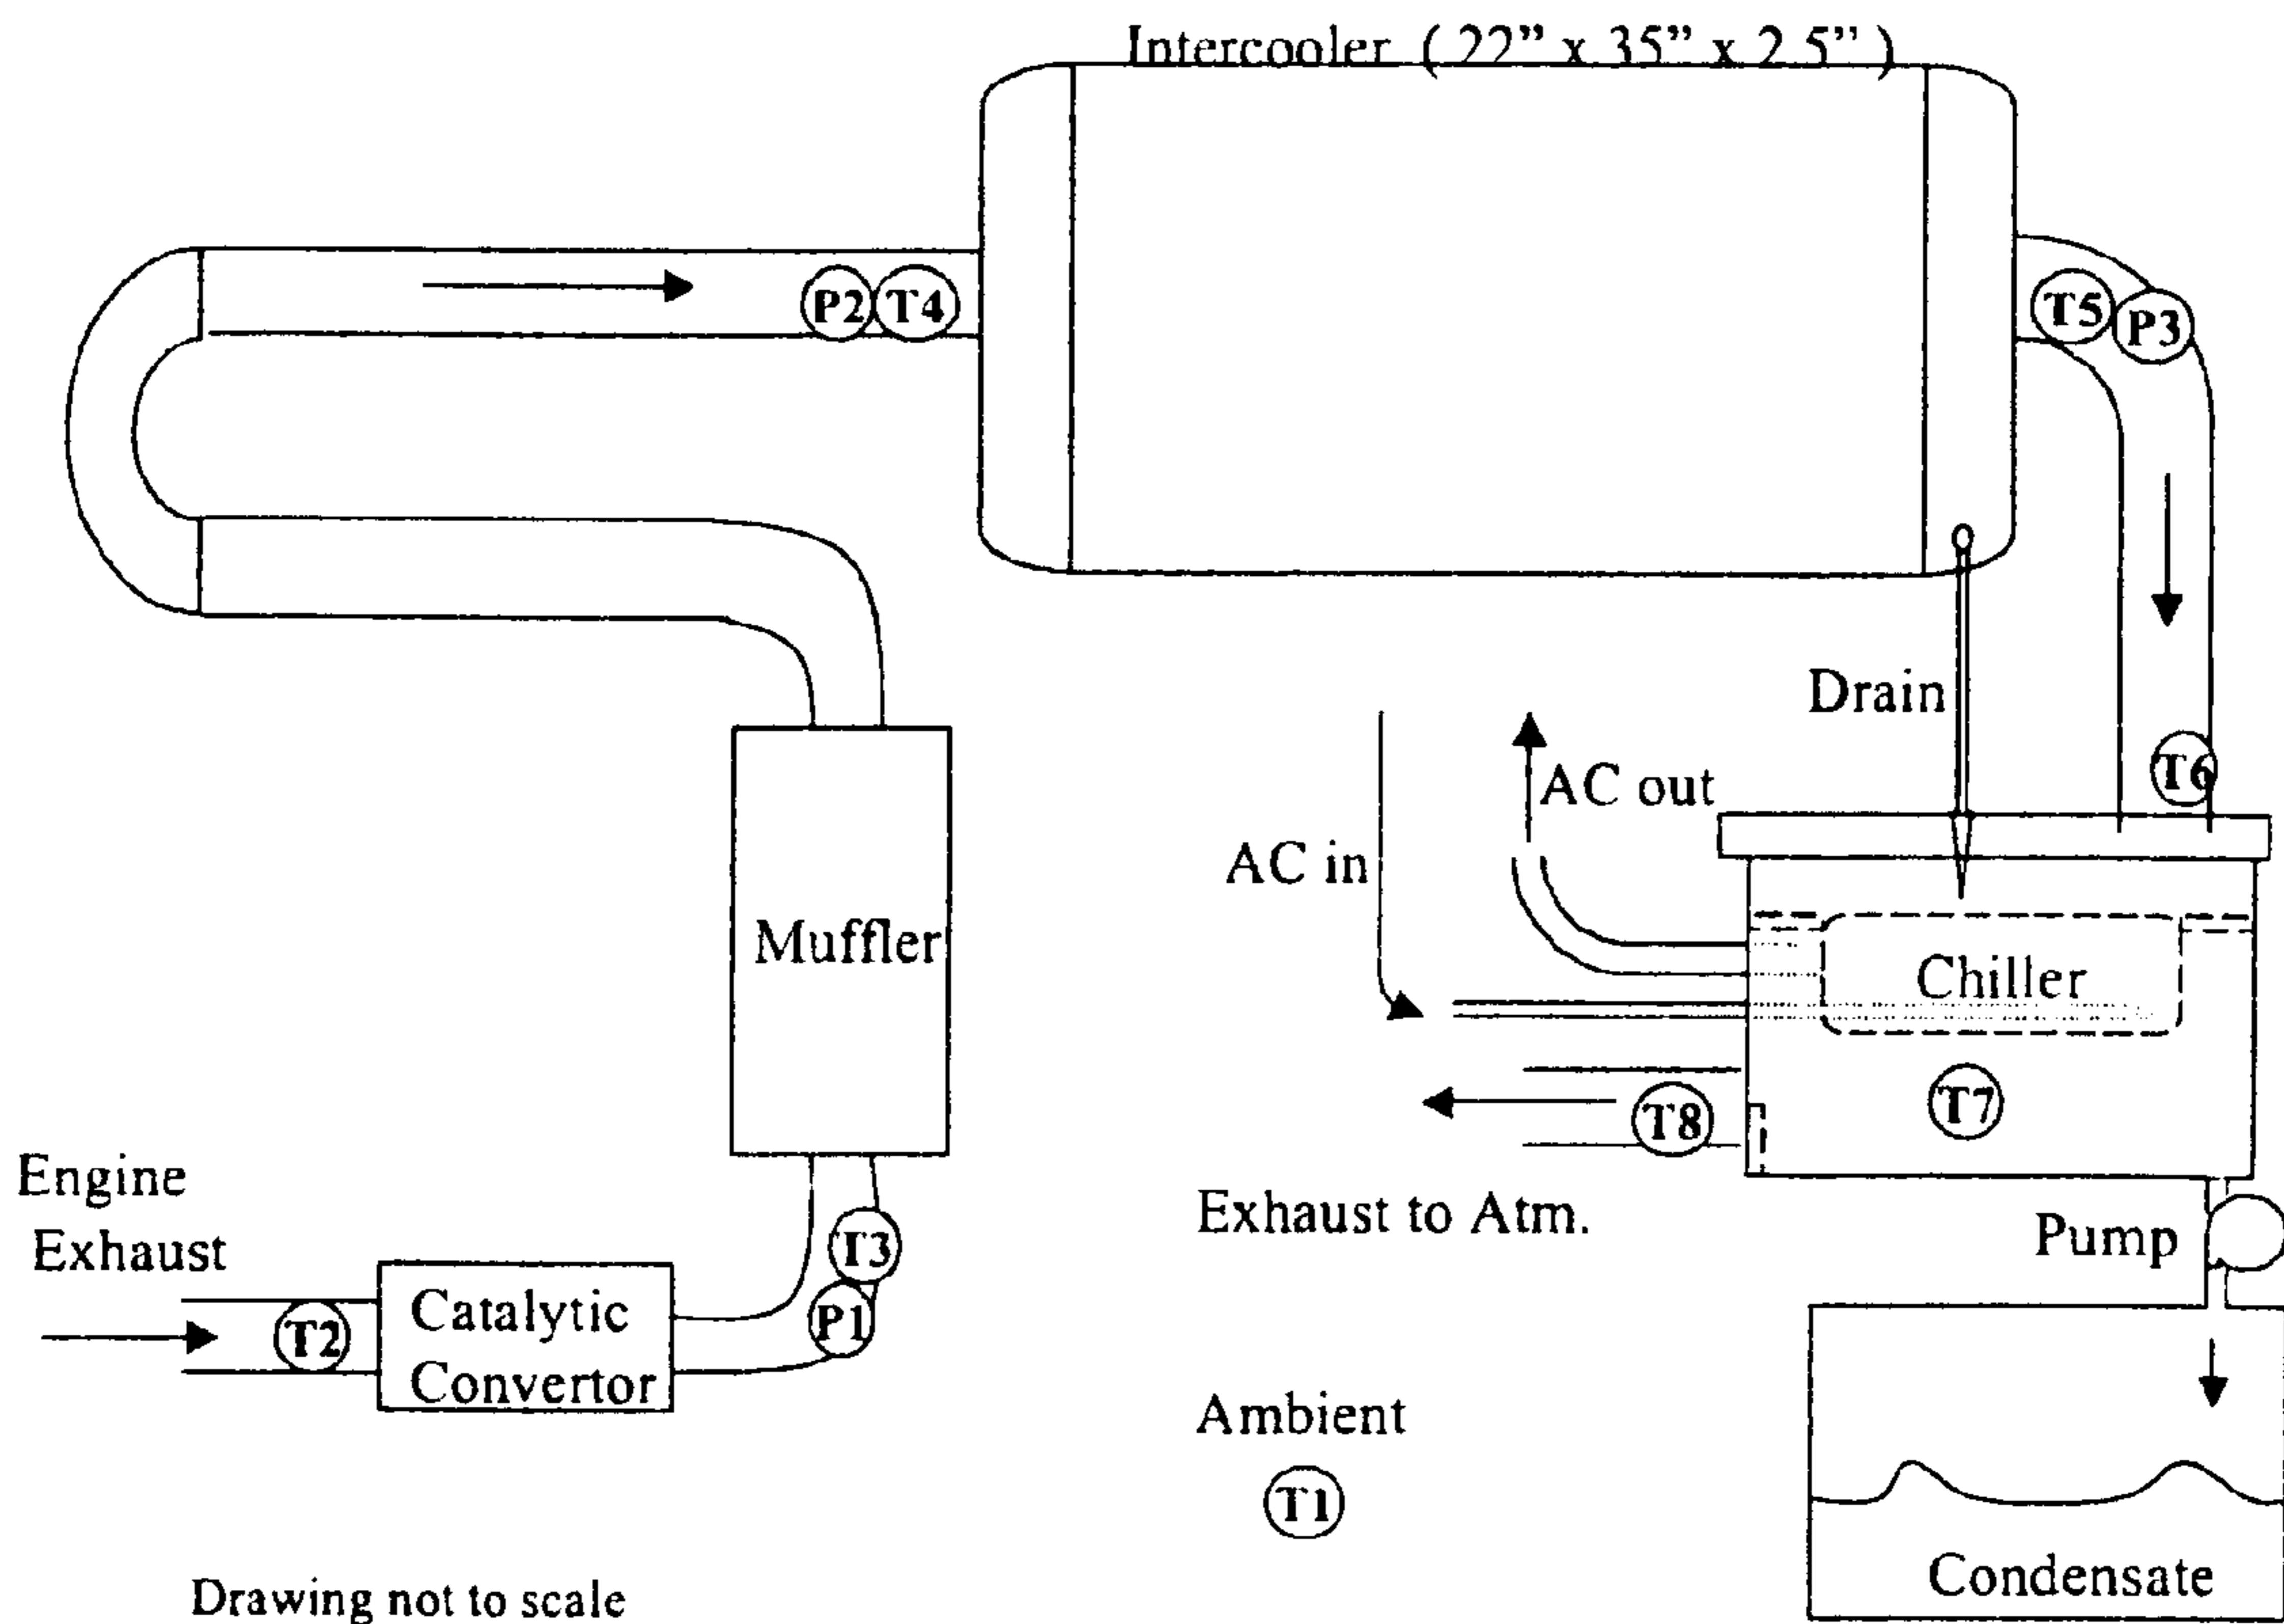 Intercooler ( 22” x 35” x 2.5” )
P2 T4
T5 P3
Drain
T6
AC out
AC in
Muffler
Chiller
T7
T8
Engine
Exhaust
Exhaust to Atm.
T3
Pump
P1
T2
Catalytic
Convertor
Ambient
T1
Condensate
Drawing not to scale